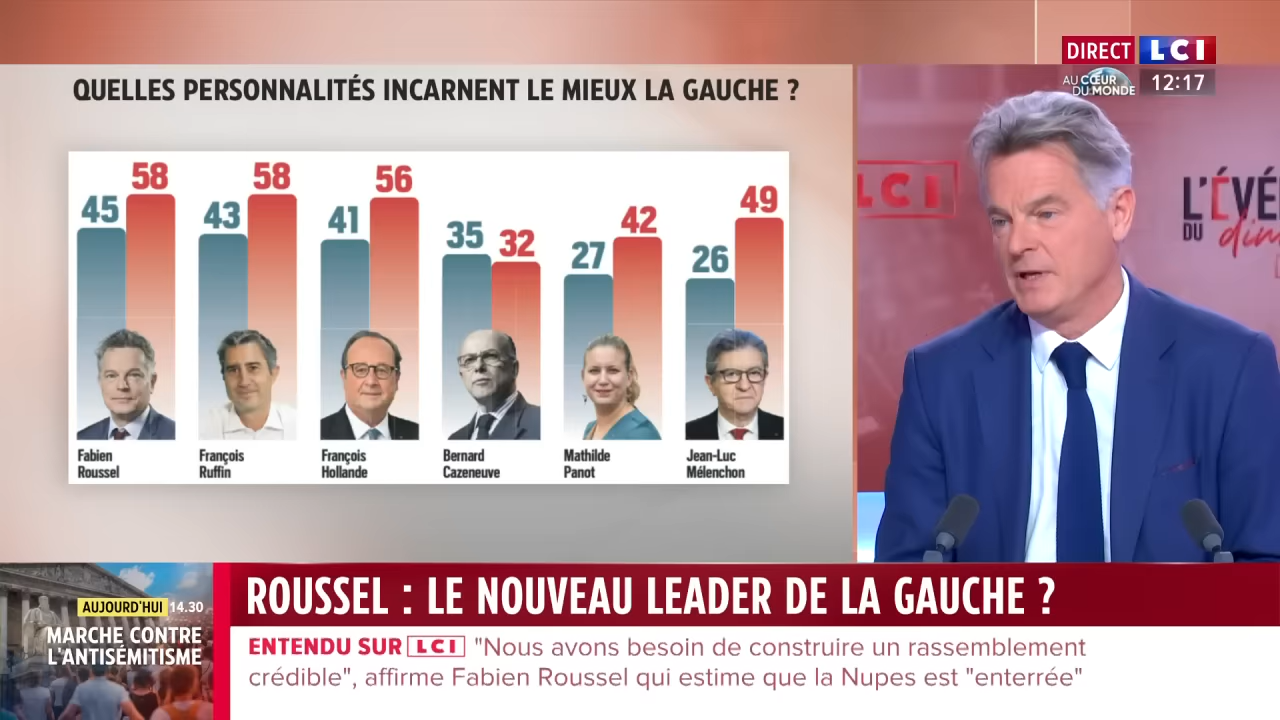 DIRECT LCI
AU CŒUR
DU MONDE
12:17
QUELLES PERSONNALITÉS INCARNENT LE MIEUX LA GAUCHE ?
45 58
43 58
41 56
35 32
27 42
26 49
Fabien
Roussel
François
Ruffin
François
Hollande
Bernard
Cazeneuve
Mathilde
Panot
Jean-Luc
Mélenchon
LCI
L'ÉVÉ
DU dim
AUJOURD'HUI 14.30
MARCHE CONTRE
L'ANTISÉMITISME
ROUSSEL : LE NOUVEAU LEADER DE LA GAUCHE ?
ENTENDU SUR LCI "Nous avons besoin de construire un rassemblement
crédible", affirme Fabien Roussel qui estime que la Nupes est "enterrée"